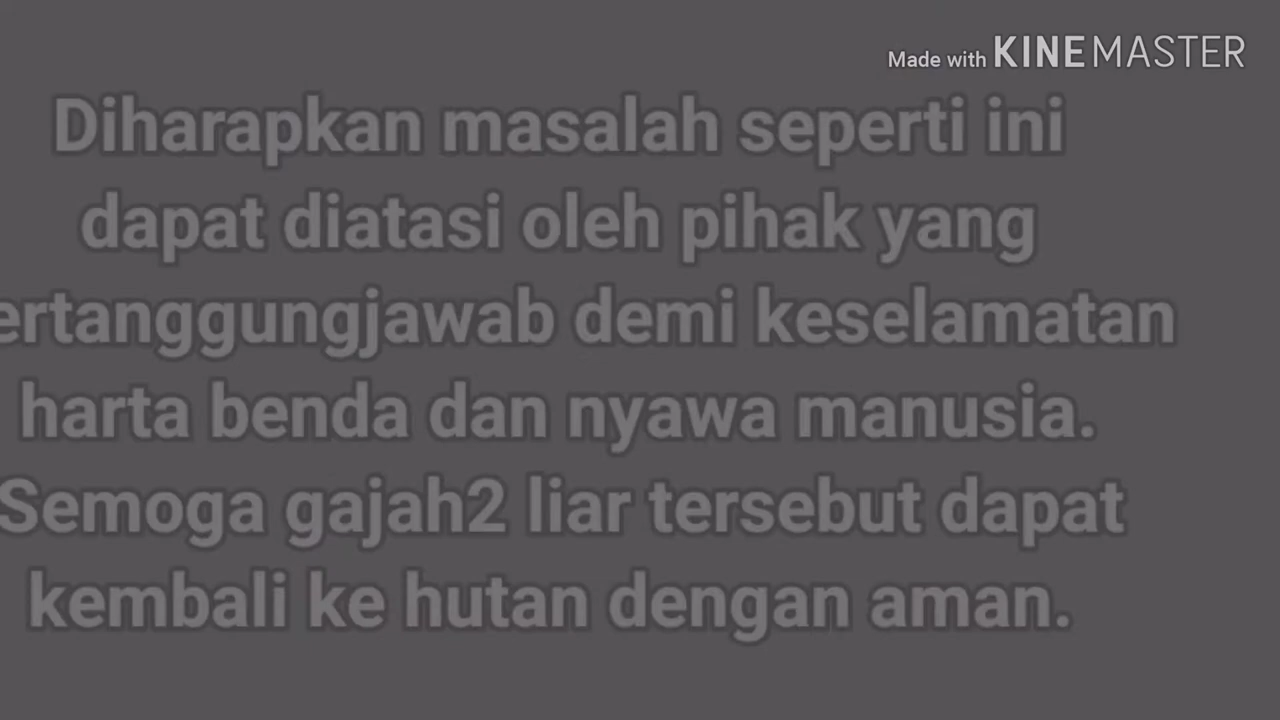 Made with KINEMASTER
Diharapkan masalah seperti ini
dapat diatasi oleh pihak yang
ertanggungjawab demi keselamatan
harta benda dan nyawa manusia.
Semoga gajah2 liar tersebut dapat
kembali ke hutan dengan aman.